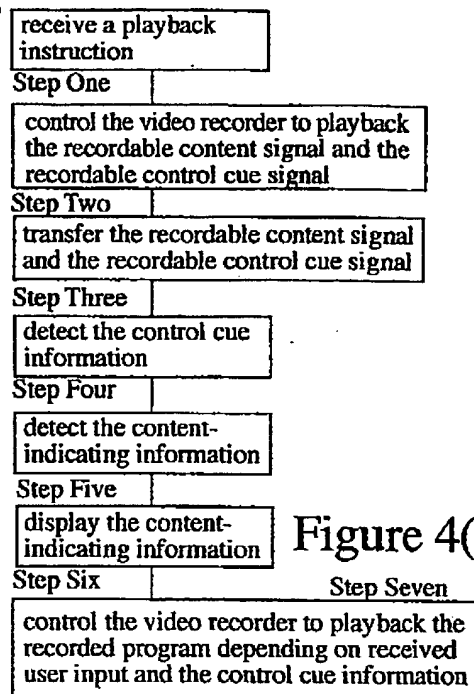 receive a playback
instruction
Step One
control the video recorder to playback
the recordable content signal and the
recordable control cue signal
Step Two
transfer the recordable content signal
and the recordable control cue signal
Step Three
detect the control cue
information
Step Four
detect the content-
indicating information
Step Five
display the content-
indicating information
Figure 4(
Step Six
Step Seven
control the video recorder to playback the
recorded program depending on received
user input and the control cue information